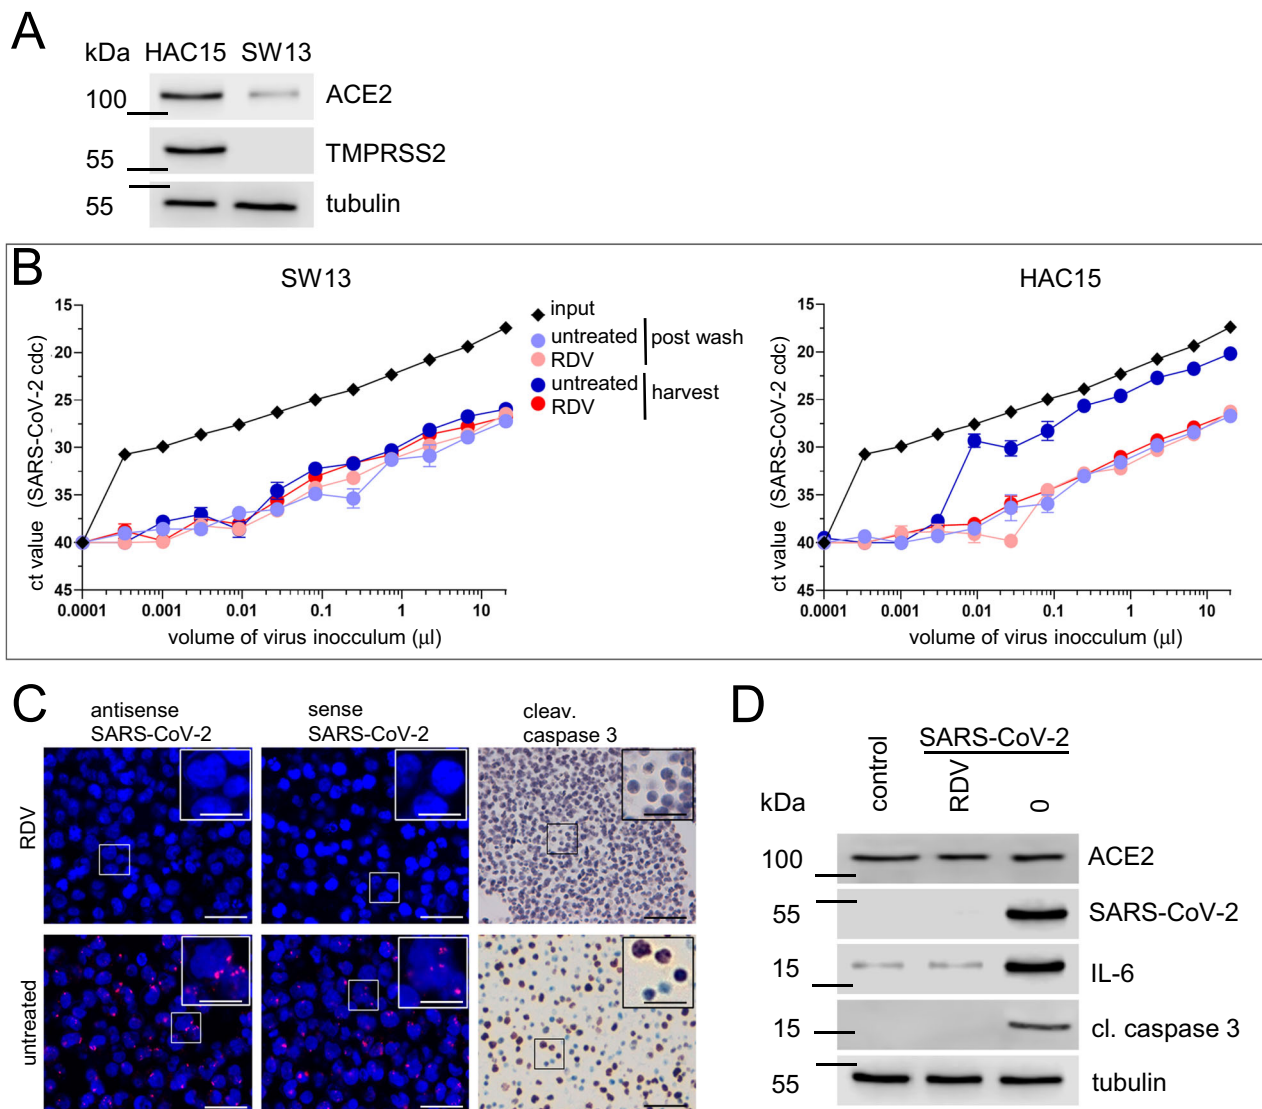 A
kDa HAC15 SW13
100 ACE2
55 TMPRSS2
55 tubulin
B
SW13
ct value (SARS-CoV-2 cdc)
15
20
25
30
35
40
45
0.0001 0.001 0.01 0.1 1 10
volume of virus inocculum (µl)
input
untreated post wash
RDV
untreated harvest
RDV
HAC15
ct value (SARS-CoV-2 cdc)
15
20
25
30
35
40
45
0.0001 0.001 0.01 0.1 1 10
volume of virus inocculum (µl)
C
antisense
SARS-CoV-2
sense
SARS-CoV-2
cleav.
caspase 3
RDV
untreated
D
SARS-CoV-2
control RDV 0
kDa
100 ACE2
55 SARS-CoV-2
15 IL-6
15 cl. caspase 3
55 tubulin